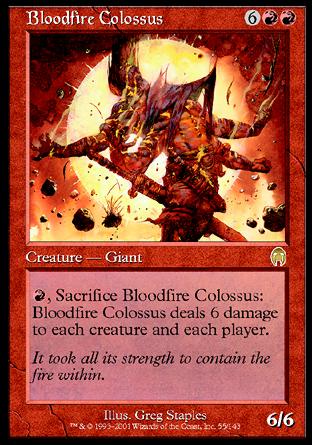 Bloodfire Colossus 6
Creature — Giant
, Sacrifice Bloodfire Colossus:
Bloodfire Colossus deals 6 damage
to each creature and each player.
It took all its strength to contain the
fire within.
Illus. Greg Staples
™ & © 1993-2001 Wizards of the Coast, Inc. 55/143
6/6